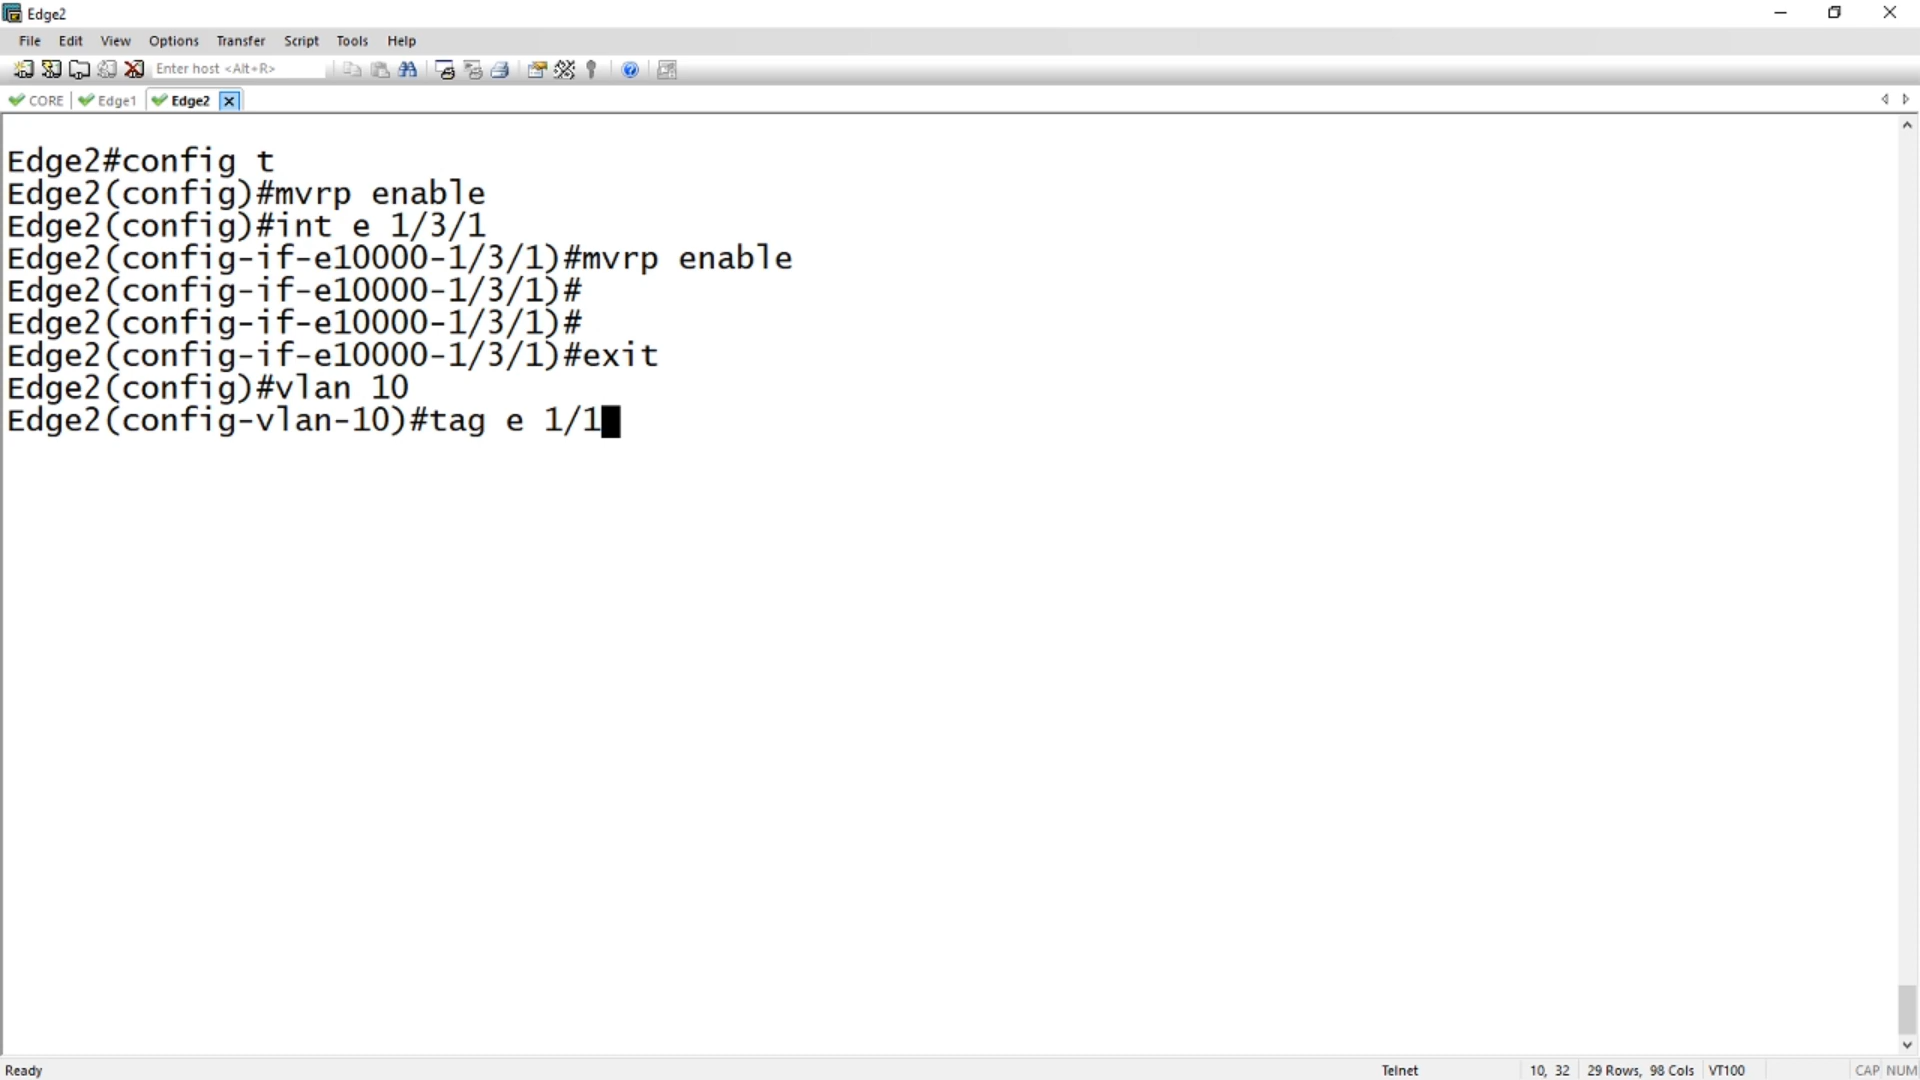 Edge2
File Edit View Options Transfer Script Tools Help
Enter host <Alt+R>
CORE Edge1 Edge2
Edge2#config t
Edge2(config)#mvrp enable
Edge2(config)#int e 1/3/1
Edge2(config-if-e10000-1/3/1)#mvrp enable
Edge2(config-if-e10000-1/3/1)#
Edge2(config-if-e10000-1/3/1)#
Edge2(config-if-e10000-1/3/1)#exit
Edge2(config)#vlan 10
Edge2(config-vlan-10)#tag e 1/1
Ready Telnet 10, 32 29 Rows, 98 Cols VT100 CAP NUM